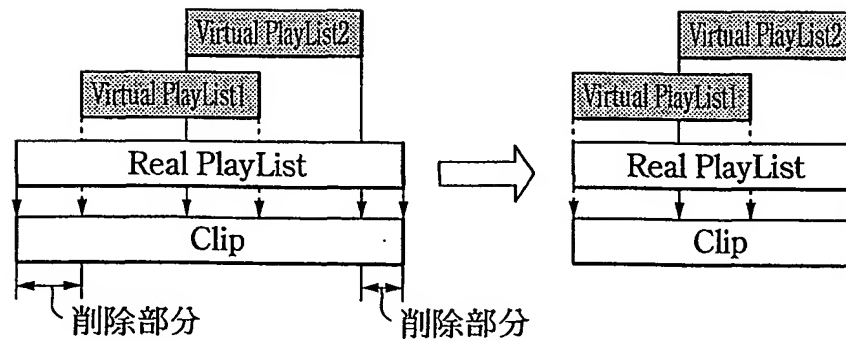 Virtual PlayList2
Virtual PlayList1
Real PlayList
Clip
削除部分
削除部分
Virtual PlayList2
Virtual PlayList1
Real PlayList
Clip